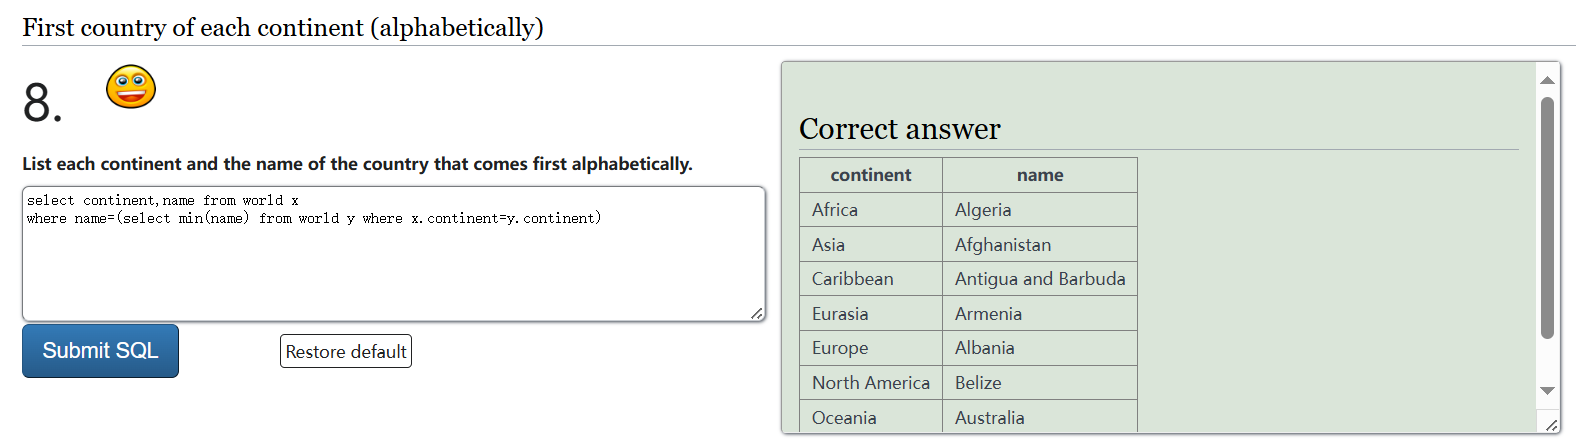 First country of each continent (alphabetically)
8.
List each continent and the name of the country that comes first alphabetically.
select continent,name from world x
where name=(select min(name) from world y where x.continent=y.continent)
Submit SQL
Restore default
Correct answer
continent name
Africa Algeria
Asia Afghanistan
Caribbean Antigua and Barbuda
Eurasia Armenia
Europe Albania
North America Belize
Oceania Australia